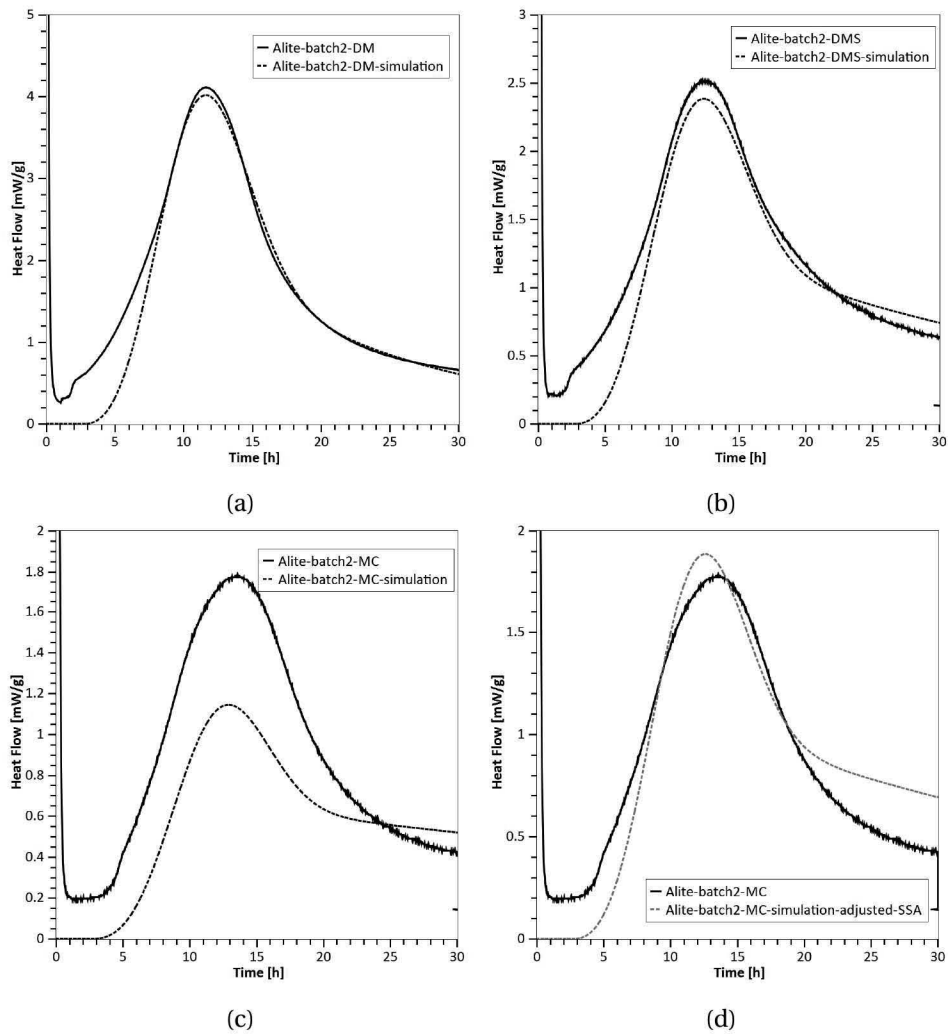 Alite-batch2-DM
Alite-batch2-DM-simulation
Heat Flow [mW/g]
5
4
3
2
1
0
0 5 10 15 20 25 30
Time [h]
(a)
Alite-batch2-DMS
Alite-batch2-DMS-simulation
Heat Flow [mW/g]
3
2.5
2
1.5
1
0.5
0
0 5 10 15 20 25 30
Time [h]
(b)
Alite-batch2-MC
Alite-batch2-MC-simulation
Heat Flow [mW/g]
2
1.8
1.6
1.4
1.2
1
0.8
0.6
0.4
0.2
0
0 5 10 15 20 25 30
Time [h]
(c)
Heat Flow [mW/g]
2
1.5
1
0.5
0
Alite-batch2-MC
Alite-batch2-MC-simulation-adjusted-SSA
0 5 10 15 20 25 30
Time [h]
(d)